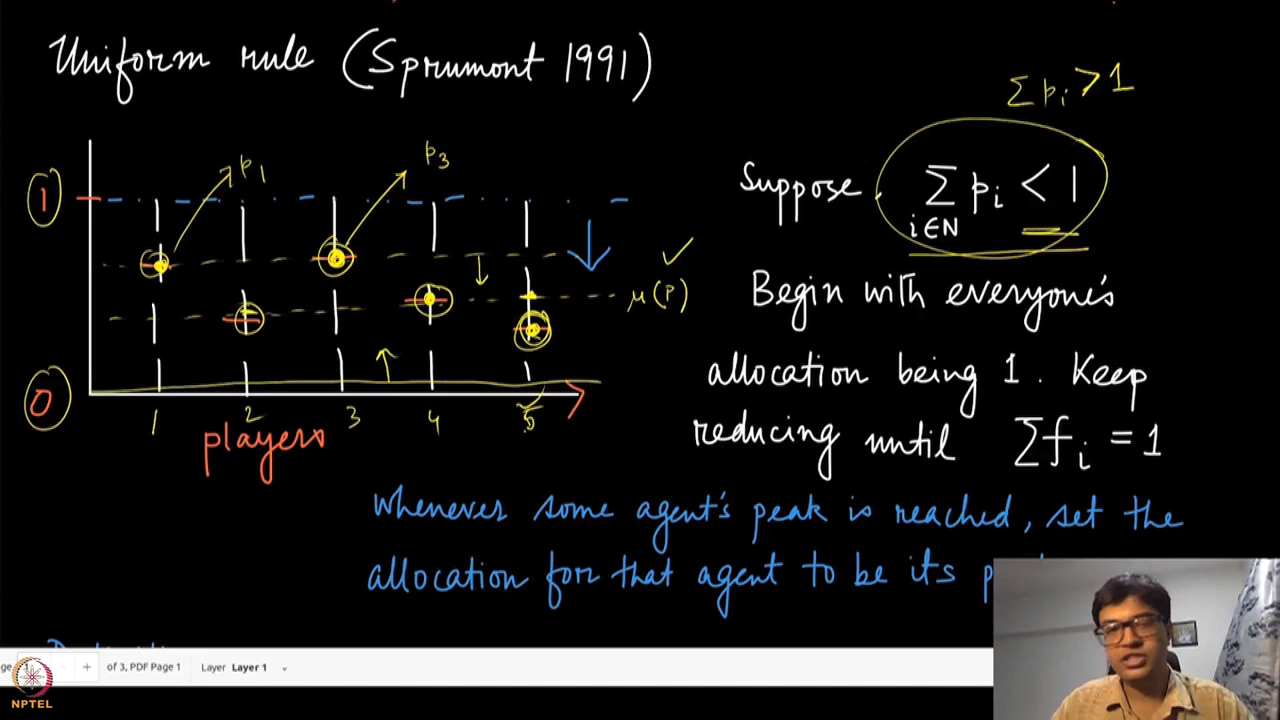 Uniform rule (Sprumont 1991)
∑ pᵢ > 1
p₁
p₃
1
Suppose ∑ pᵢ < 1
i∈N
μ(P) ✓
Begin with everyone's
allocation being 1. Keep
reducing until ∑fᵢ = 1
0
1 2 3 4 5
players
Whenever some agent's peak is reached, set the
allocation for that agent to be its
of 3, PDF Page 1 Layer Layer 1
NPTEL